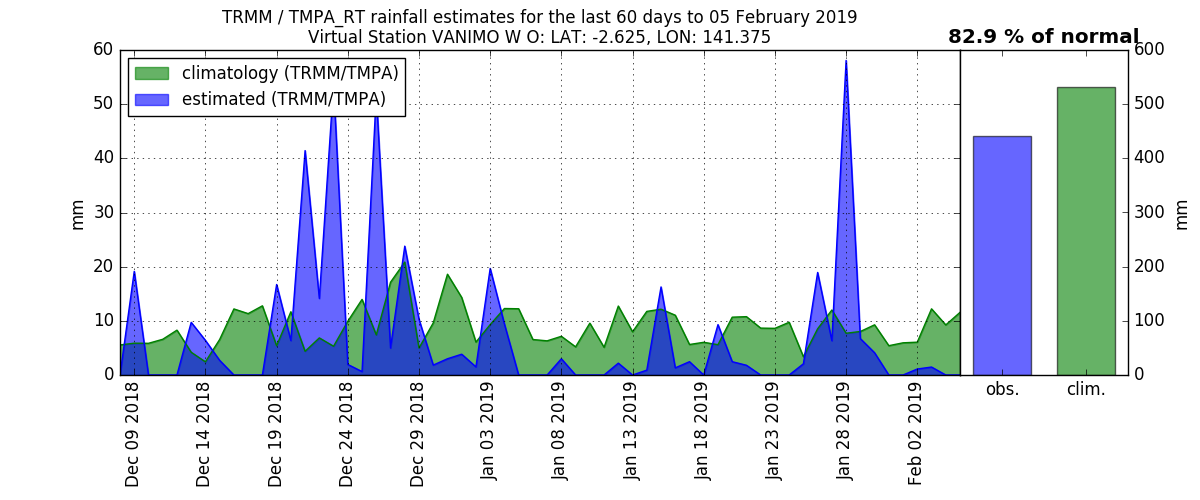 TRMM / TMPA_RT rainfall estimates for the last 60 days to 05 February 2019
Virtual Station VANIMO W O: LAT: -2.625, LON: 141.375
82.9 % of normal
climatology (TRMM/TMPA)
estimated (TRMM/TMPA)
60
50
40
30
20
10
0
mm
600
500
400
300
200
100
0
mm
obs.
clim.
Dec 09 2018
Dec 14 2018
Dec 19 2018
Dec 24 2018
Dec 29 2018
Jan 03 2019
Jan 08 2019
Jan 13 2019
Jan 18 2019
Jan 23 2019
Jan 28 2019
Feb 02 2019